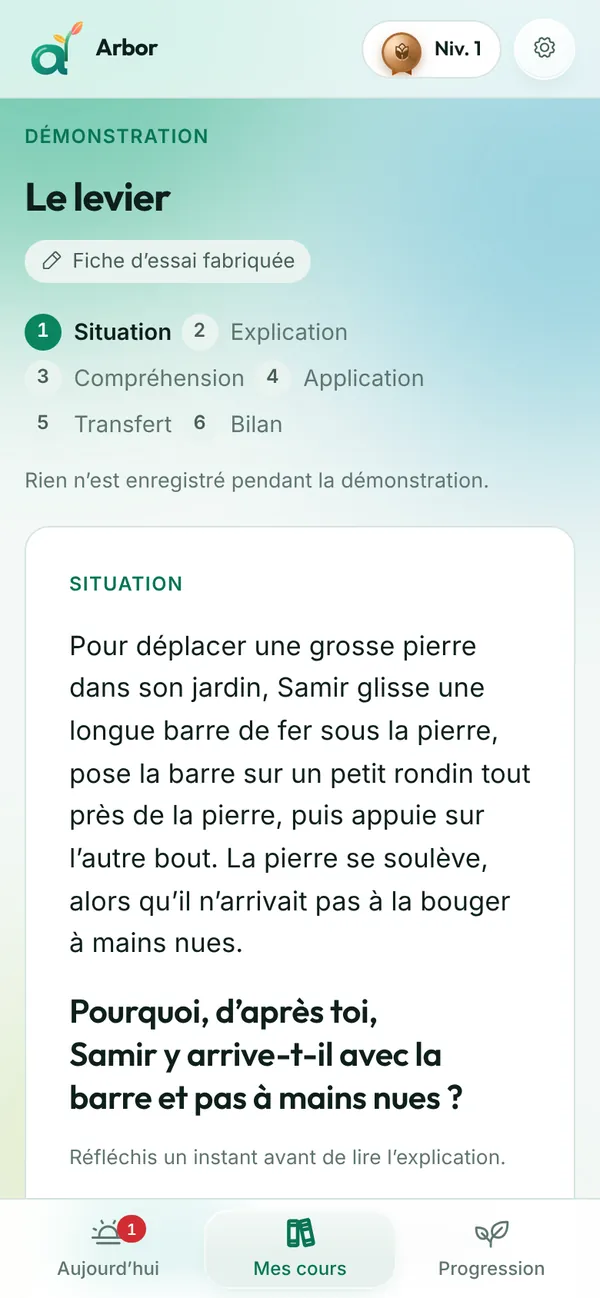 Arbor
Niv. 1
DÉMONSTRATION
Le levier
Fiche d’essai fabriquée
1 Situation 2 Explication
3 Compréhension 4 Application
5 Transfert 6 Bilan
Rien n’est enregistré pendant la démonstration.
SITUATION
Pour déplacer une grosse pierre
dans son jardin, Samir glisse une
longue barre de fer sous la pierre,
pose la barre sur un petit rondin tout
près de la pierre, puis appuie sur
l’autre bout. La pierre se soulève,
alors qu’il n’arrivait pas à la bouger
à mains nues.
Pourquoi, d’après toi,
Samir y arrive-t-il avec la
barre et pas à mains nues ?
Réfléchis un instant avant de lire l’explication.
1
Aujourd’hui
Mes cours
Progression